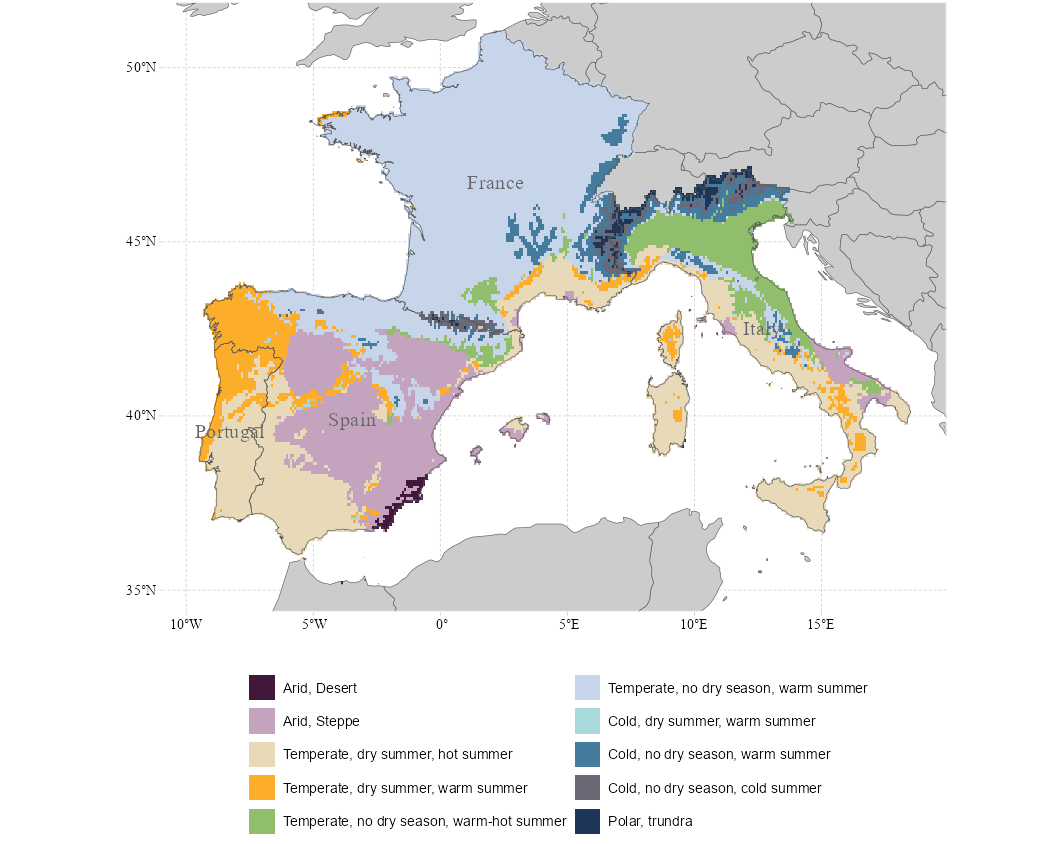 50°N
France
45°N
Italy
40°N
Spain
Portugal
35°N
10°W
5°W
0°
5°E
10°E
15°E
Arid, Desert
Arid, Steppe
Temperate, dry summer, hot summer
Temperate, dry summer, warm summer
Temperate, no dry season, warm-hot summer
Temperate, no dry season, warm summer
Cold, dry summer, warm summer
Cold, no dry season, warm summer
Cold, no dry season, cold summer
Polar, trundra